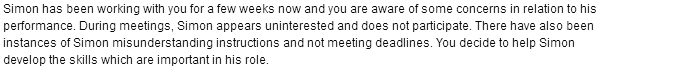 Simon has been working with you for a few weeks now and you are aware of some concerns in relation to his
performance. During meetings, Simon appears uninterested and does not participate. There have also been
instances of Simon misunderstanding instructions and not meeting deadlines. You decide to help Simon
develop the skills which are important in his role.